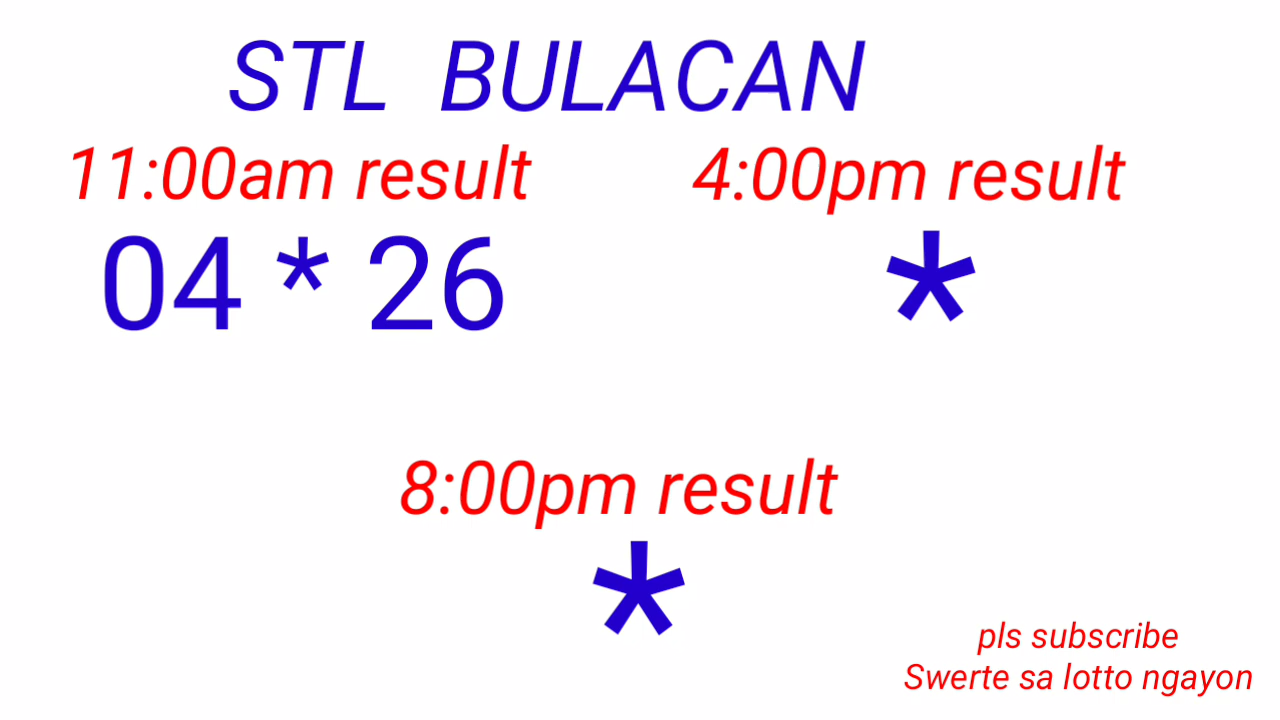 STL BULACAN
11:00am result
04 * 26
4:00pm result
*
8:00pm result
*
pls subscribe
Swerte sa lotto ngayon